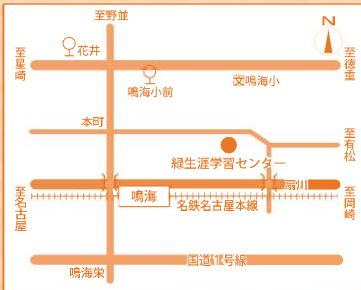 至野並
N
花井
至星崎
至徳重
鳴海小前
文鳴海小
本町
至有松
緑生涯学習センター
扇川
至名古屋
鳴海
名鉄名古屋本線
至岡崎
国道1号線
鳴海栄